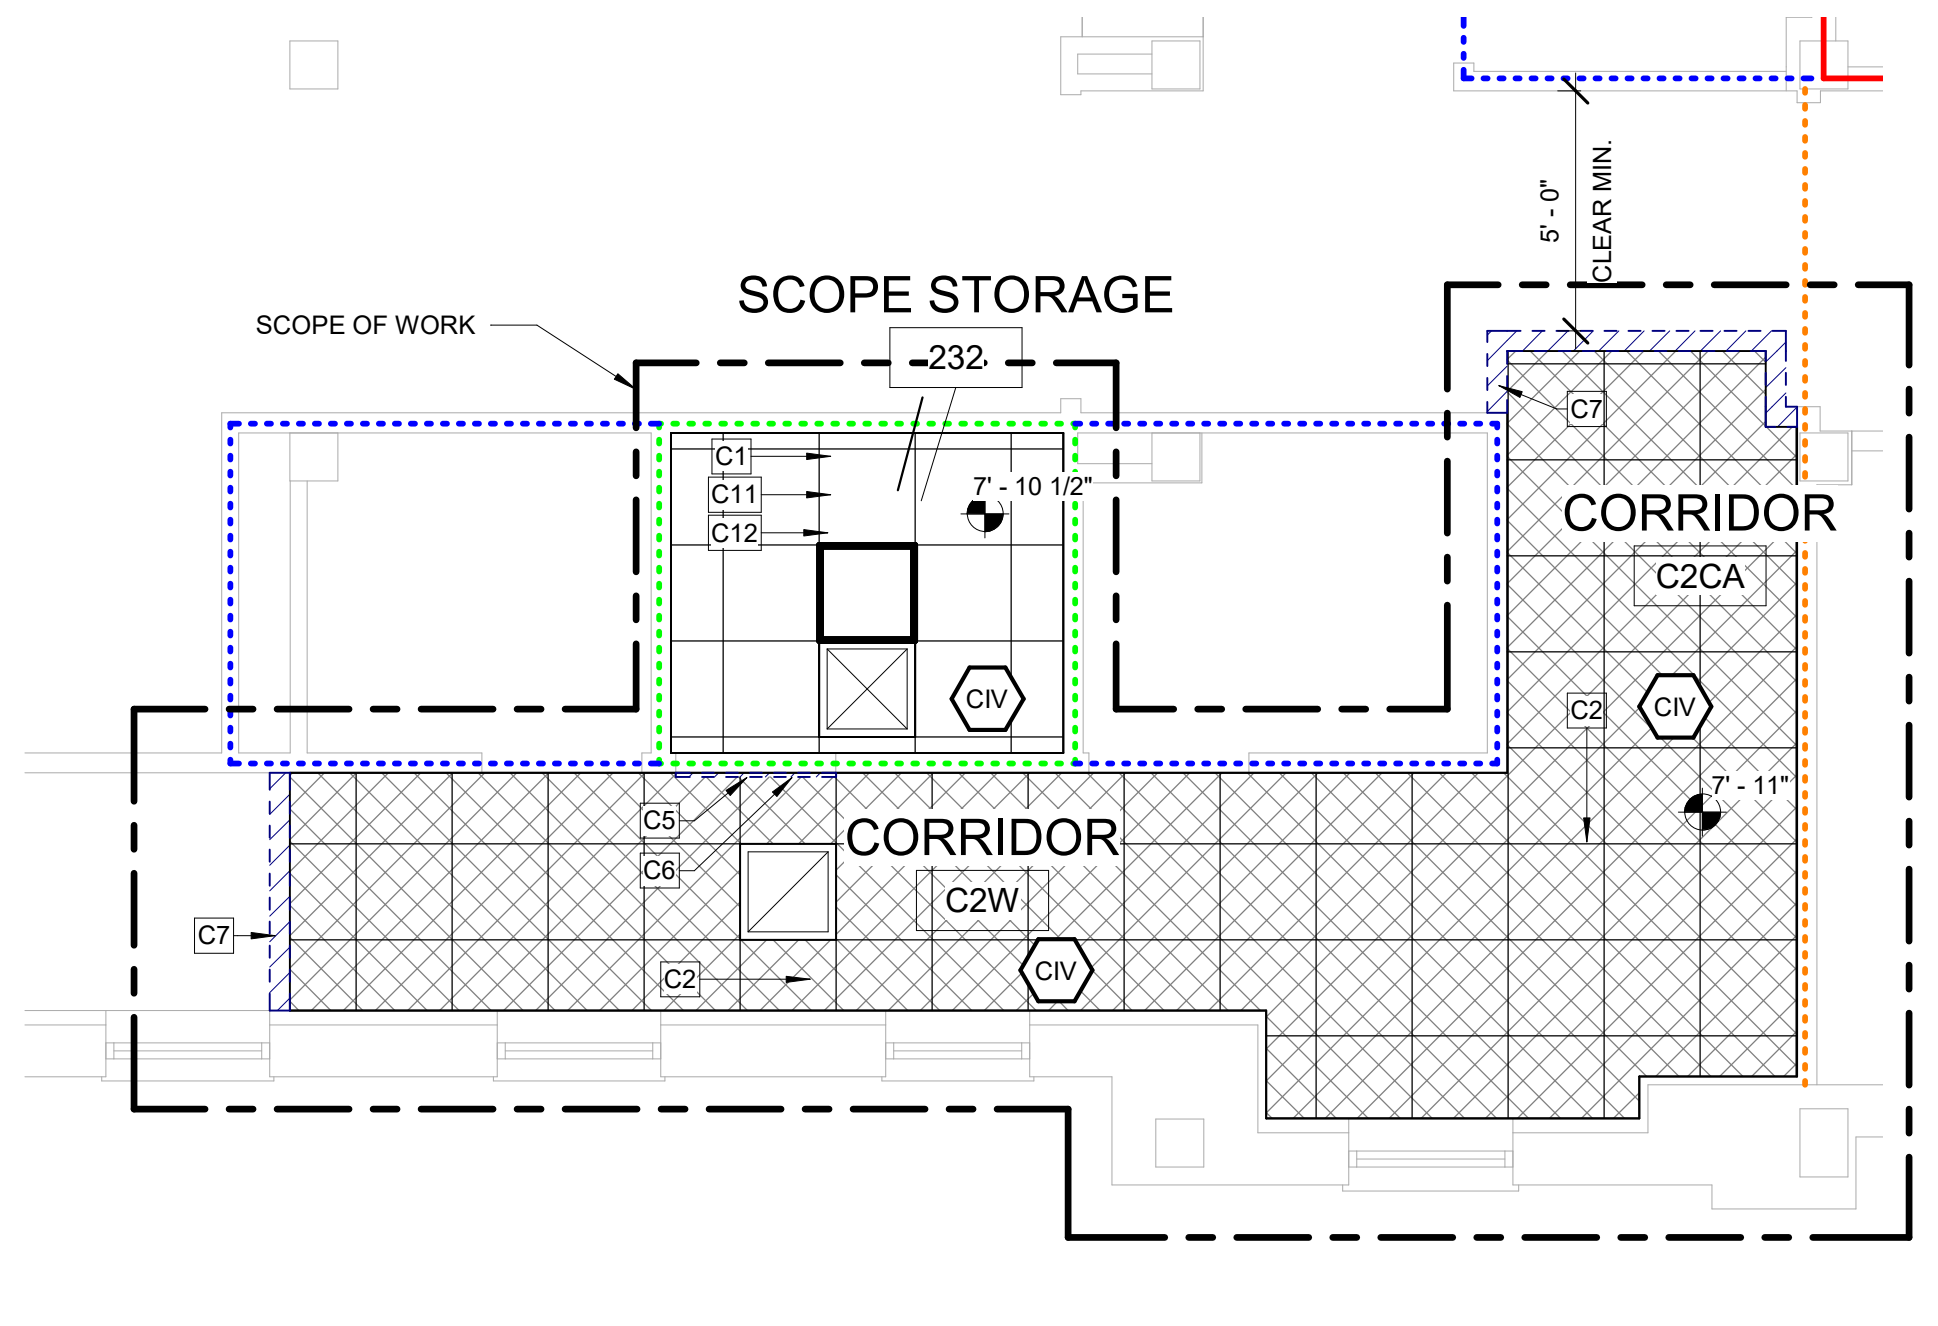 5' - 0"
CLEAR MIN.
SCOPE STORAGE
232
SCOPE OF WORK
C7
C1
C11
C12
7' - 10 1/2"
CORRIDOR
C2CA
CIV
C2
CIV
7' - 11"
C5
C6
CORRIDOR
C2W
C7
C2
CIV